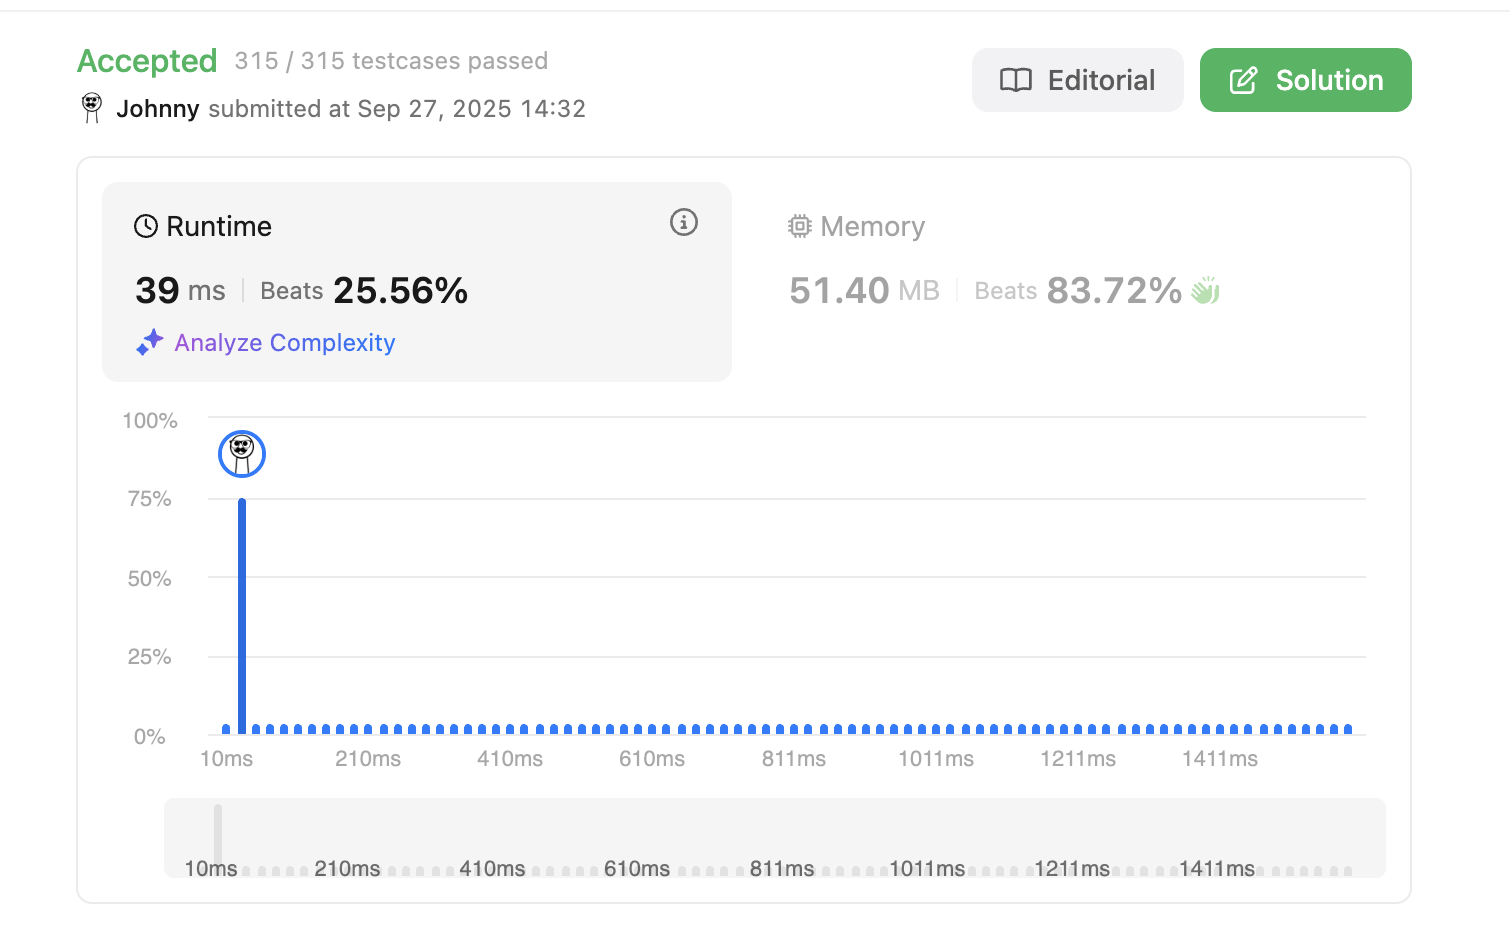 Accepted 315 / 315 testcases passed
Johnny submitted at Sep 27, 2025 14:32
Editorial
Solution
Runtime
39 ms Beats 25.56%
Analyze Complexity
Memory
51.40 MB Beats 83.72%
100%
75%
50%
25%
0%
10ms 210ms 410ms 610ms 811ms 1011ms 1211ms 1411ms
10ms 210ms 410ms 610ms 811ms 1011ms 1211ms 1411ms